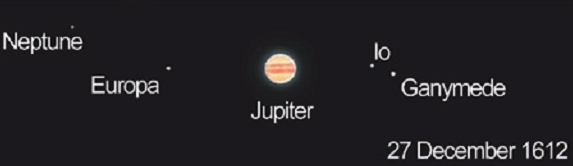 Neptune
Io
Europa
Ganymede
Jupiter
27 December 1612